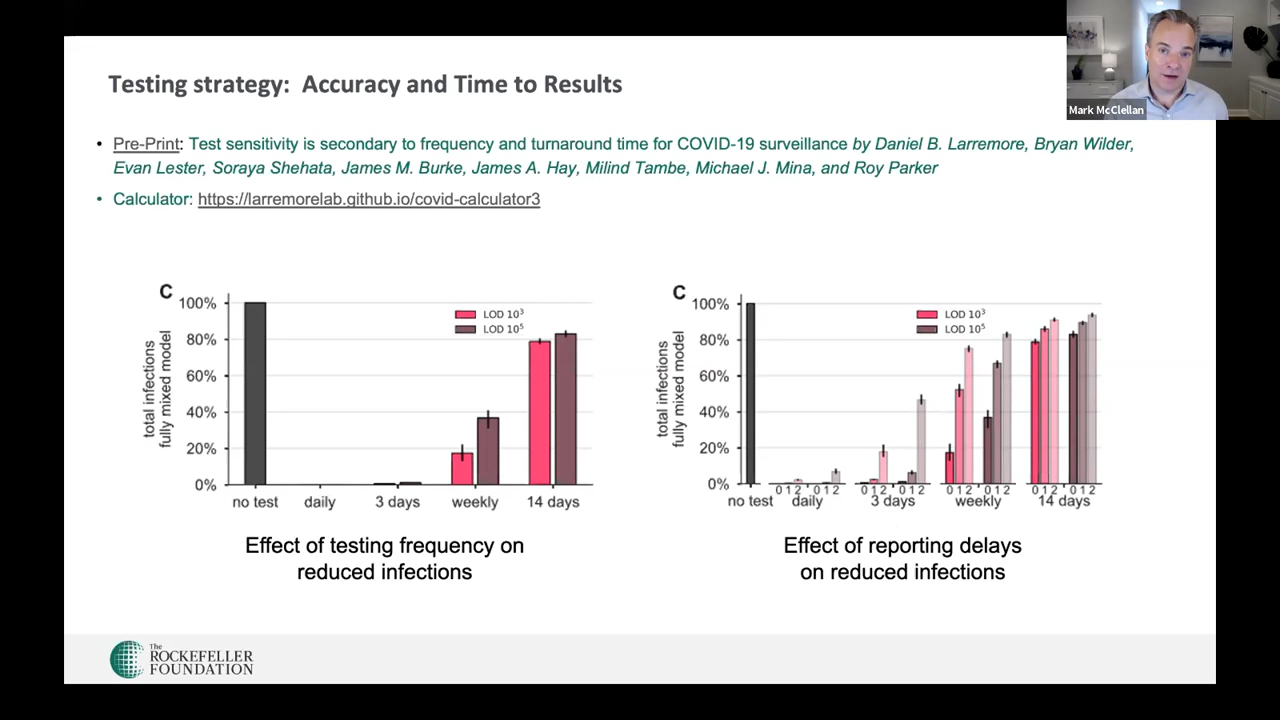 Mark McClellan
Testing strategy: Accuracy and Time to Results
• Pre-Print: Test sensitivity is secondary to frequency and turnaround time for COVID-19 surveillance by Daniel B. Larremore, Bryan Wilder,
Evan Lester, Soraya Shehata, James M. Burke, James A. Hay, Milind Tambe, Michael J. Mina, and Roy Parker
• Calculator: https://larremorelab.github.io/covid-calculator3
C
total infections
fully mixed model
100%
80%
60%
40%
20%
0%
LOD 10³
LOD 10⁵
no test daily 3 days weekly 14 days
Effect of testing frequency on
reduced infections
C
total infections
fully mixed model
100%
80%
60%
40%
20%
0%
LOD 10³
LOD 10⁵
0 1 2 0 1 2 0 1 2 0 1 2 0 1 2 0 1 2 0 1 2 0 1 2
no test daily 3 days weekly 14 days
Effect of reporting delays
on reduced infections
The
ROCKEFELLER
FOUNDATION